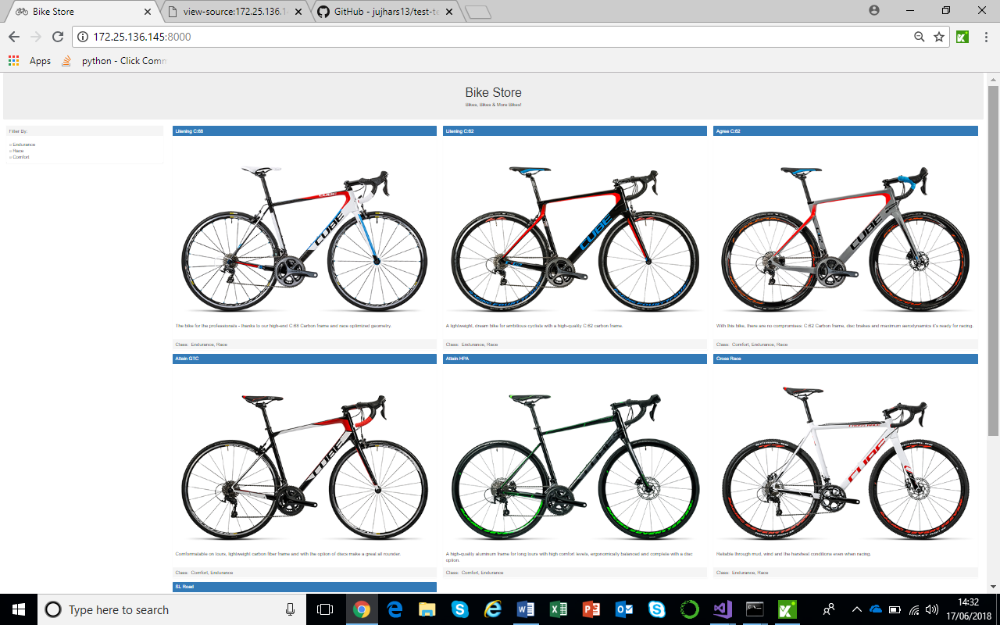 Bike Store
view-source:172.25.136.14
GitHub - jujhars13/test-te
172.25.136.145:8000
Apps
python - Click Comm
Bike Store
Bikes, Bikes & More Bikes!
Filter By:
Endurance
Race
Comfort
Litening C:68
Litening C:62
Agree C:62
CUBE
CUBE
CUBE
CUBE
The bike for the professionals - thanks to our high-end C:68 Carbon frame and race optimized geometry.
A lightweight, dream bike for ambitious cyclists with a high-quality C:62 carbon frame.
With this bike, there are no compromises. C:62 Carbon frame, disc brakes and maximum aerodynamics it's ready for racing.
Class: Endurance, Race
Class: Endurance, Race
Class: Comfort, Endurance, Race
Attain GTC
Attain HPA
Cross Race
CUBE
CUBE
Comformatable on tours, lightweight carbon fiber frame and with the option of discs make a great all rounder.
A high-quality aluminum frame for long tours with high comfort levels, ergonomically balanced and complete with a disc
option.
Reliable through mud, wind and the harshest conditions even when racing.
Class: Comfort, Endurance
Class: Comfort, Endurance
Class: Endurance, Race
SL Road
Type here to search
14:32
17/06/2018